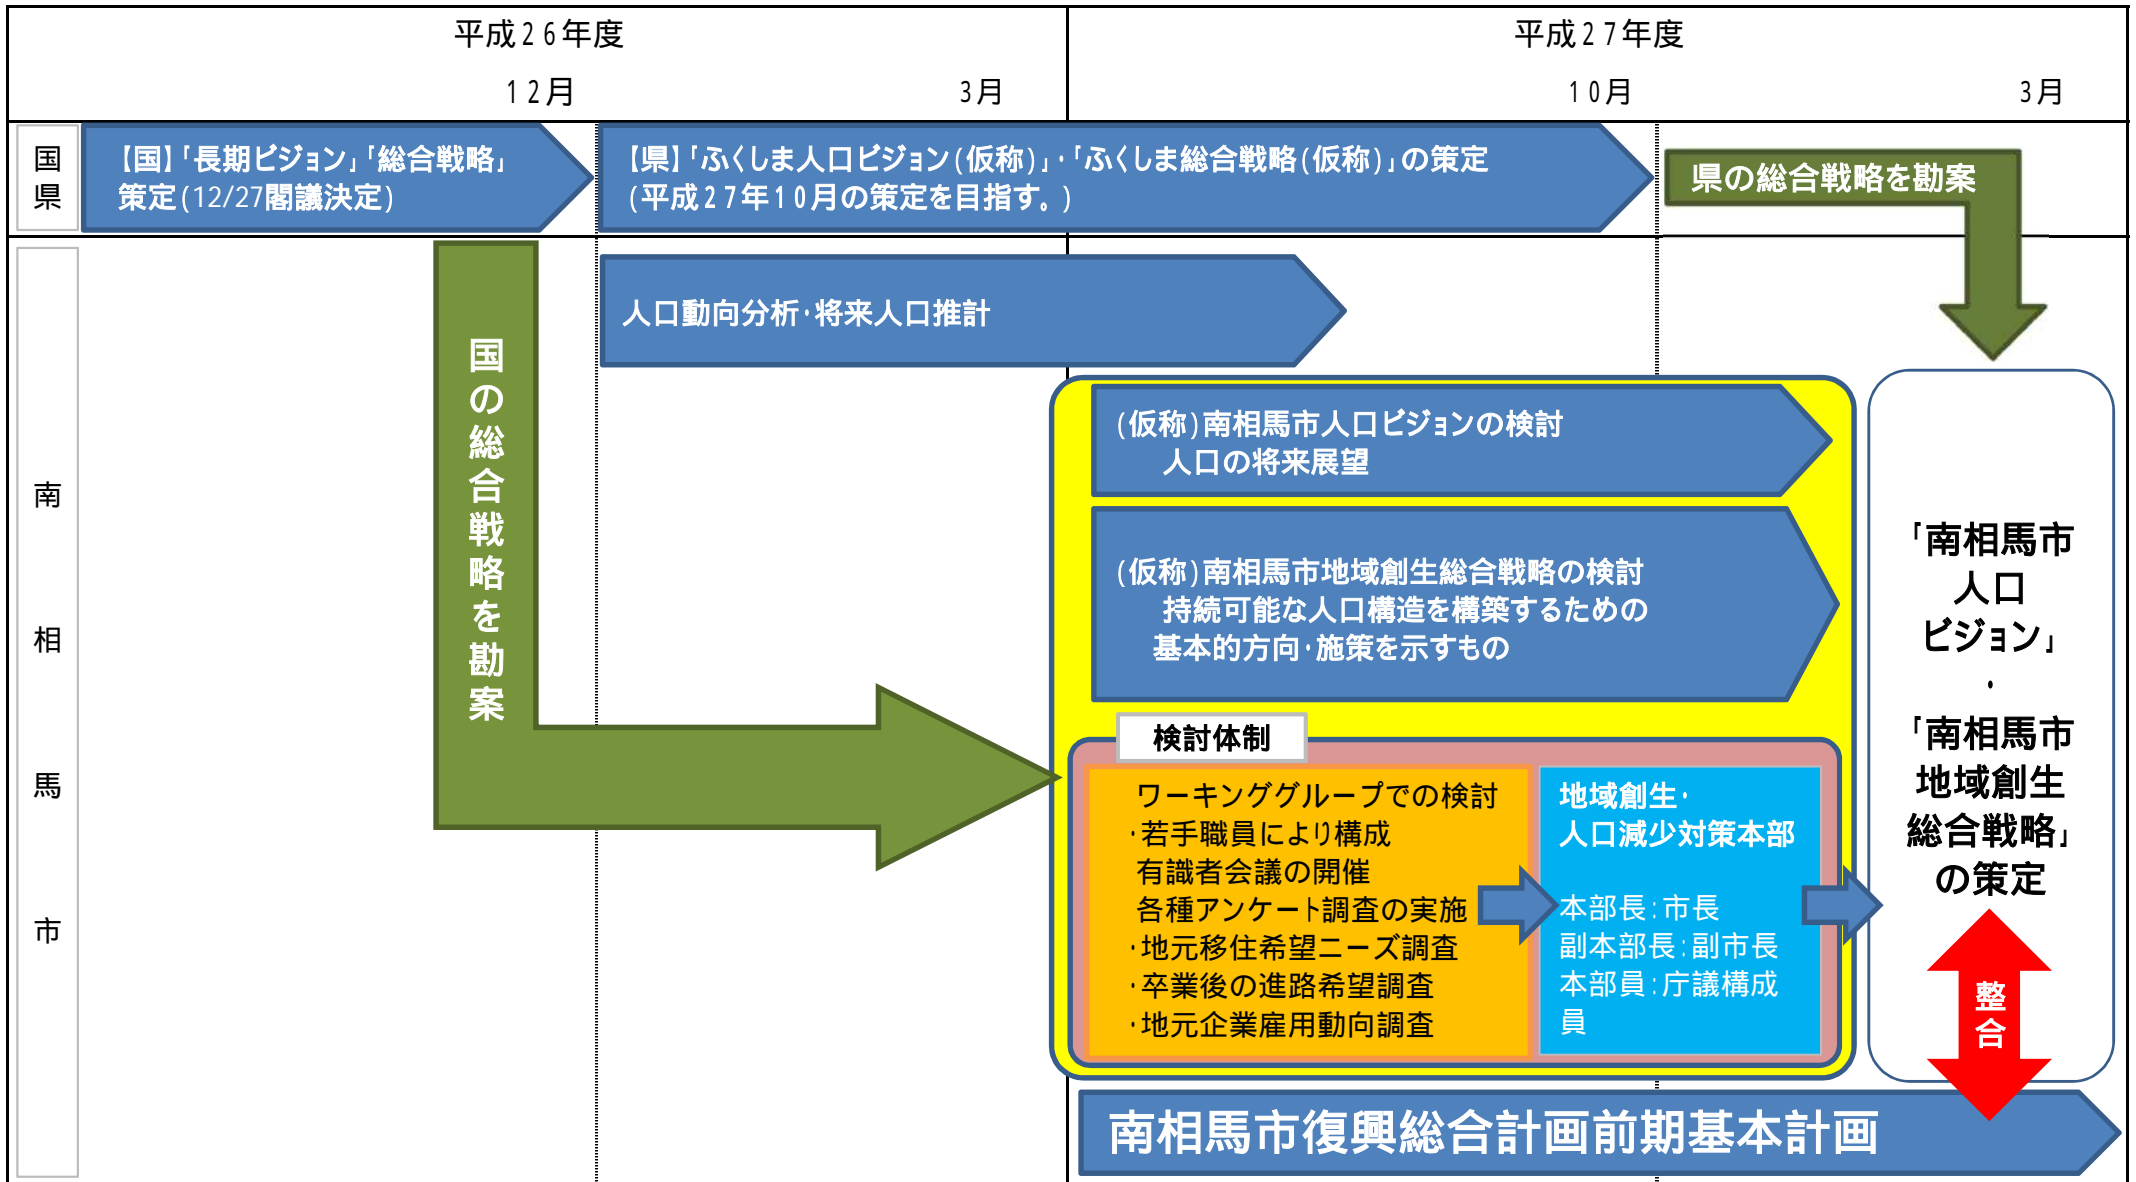 平成26年度
平成27年度
12月
3月
10月
3月
国
県
【国】「長期ビジョン」「総合戦略」
策定(12/27閣議決定)
【県】「ふくしま人口ビジョン(仮称)」・「ふくしま総合戦略(仮称)」の策定
(平成27年10月の策定を目指す。)
県の総合戦略を勘案
南相馬市
国の総合戦略を勘案
人口動向分析・将来人口推計
(仮称)南相馬市人口ビジョンの検討
人口の将来展望
(仮称)南相馬市地域創生総合戦略の検討
持続可能な人口構造を構築するための
基本的方向・施策を示すもの
検討体制
ワーキンググループでの検討
・若手職員により構成
有識者会議の開催
各種アンケート調査の実施
・地元移住希望ニーズ調査
・卒業後の進路希望調査
・地元企業雇用動向調査
地域創生・
人口減少対策本部
本部長:市長
副本部長:副市長
本部員:庁議構成
員
「南相馬市
人口
ビジョン」
・
「南相馬市
地域創生
総合戦略」
の策定
整合
南相馬市復興総合計画前期基本計画